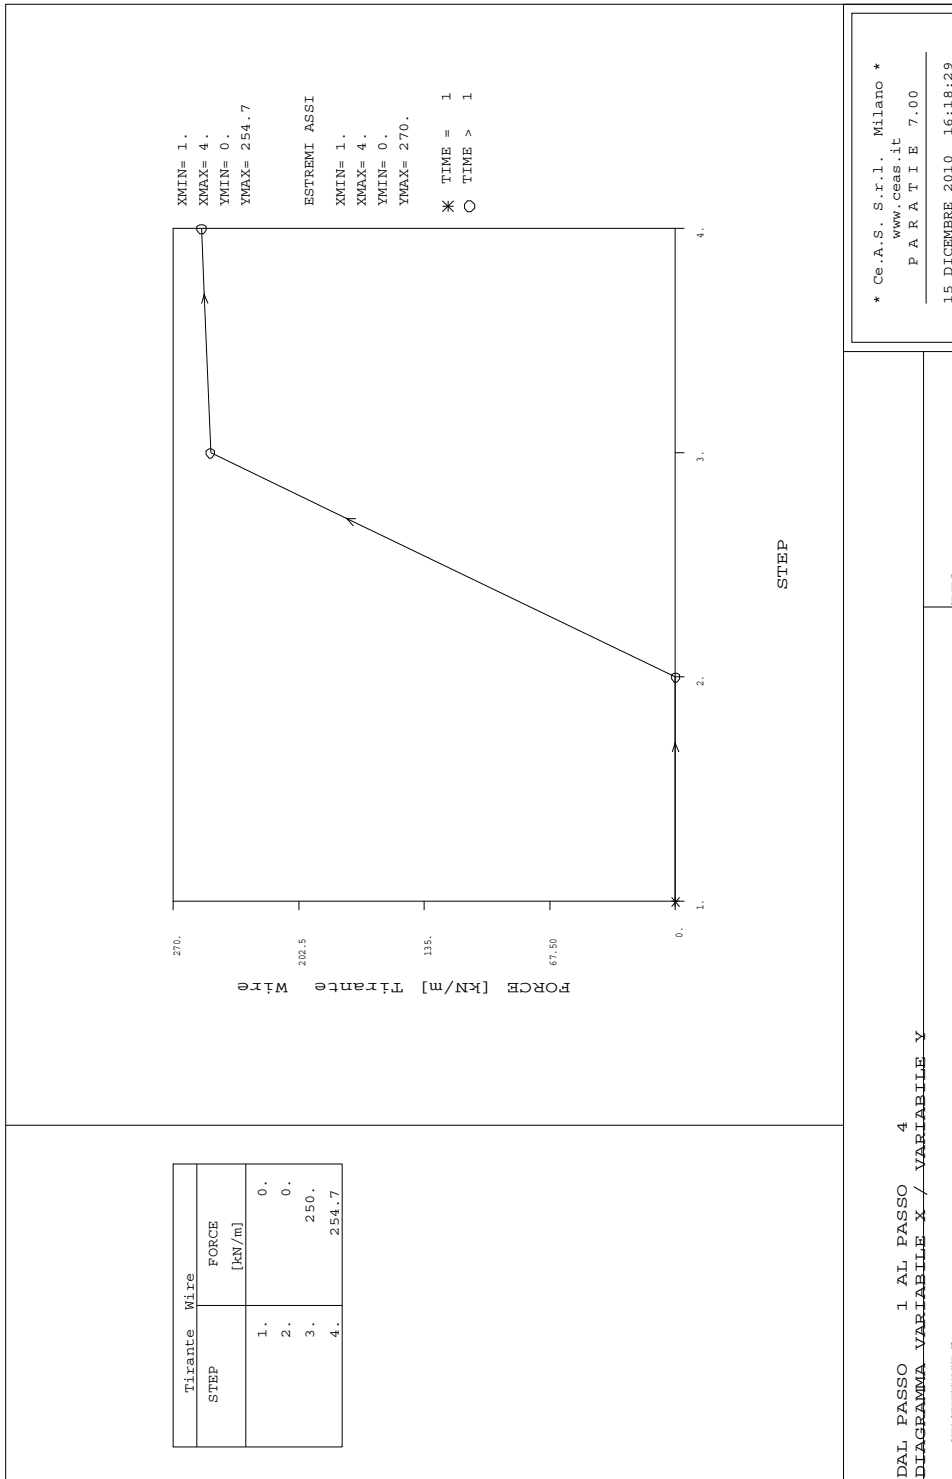 Tirante Wire
STEP FORCE
[kN/m]
1. 0.
2. 0.
3. 250.
4. 254.7
XMIN= 1.
XMAX= 4.
YMIN= 0.
YMAX= 254.7
ESTREMI ASSI
XMIN= 1.
XMAX= 4.
YMIN= 0.
YMAX= 270.
TIME = 1
TIME > 1
270.
202.5
135.
67.50
0.
FORCE [kN/m] Tirante Wire
1.
2.
3.
4.
STEP
DAL PASSO 1 AL PASSO 4
DIAGRAMMA VARIABILE X / VARIABILE Y
* Ce.A.S. S.r.l. Milano *
www.ceas.it
P A R A T I E 7.00
15 DICEMBRE 2010 16:18:29